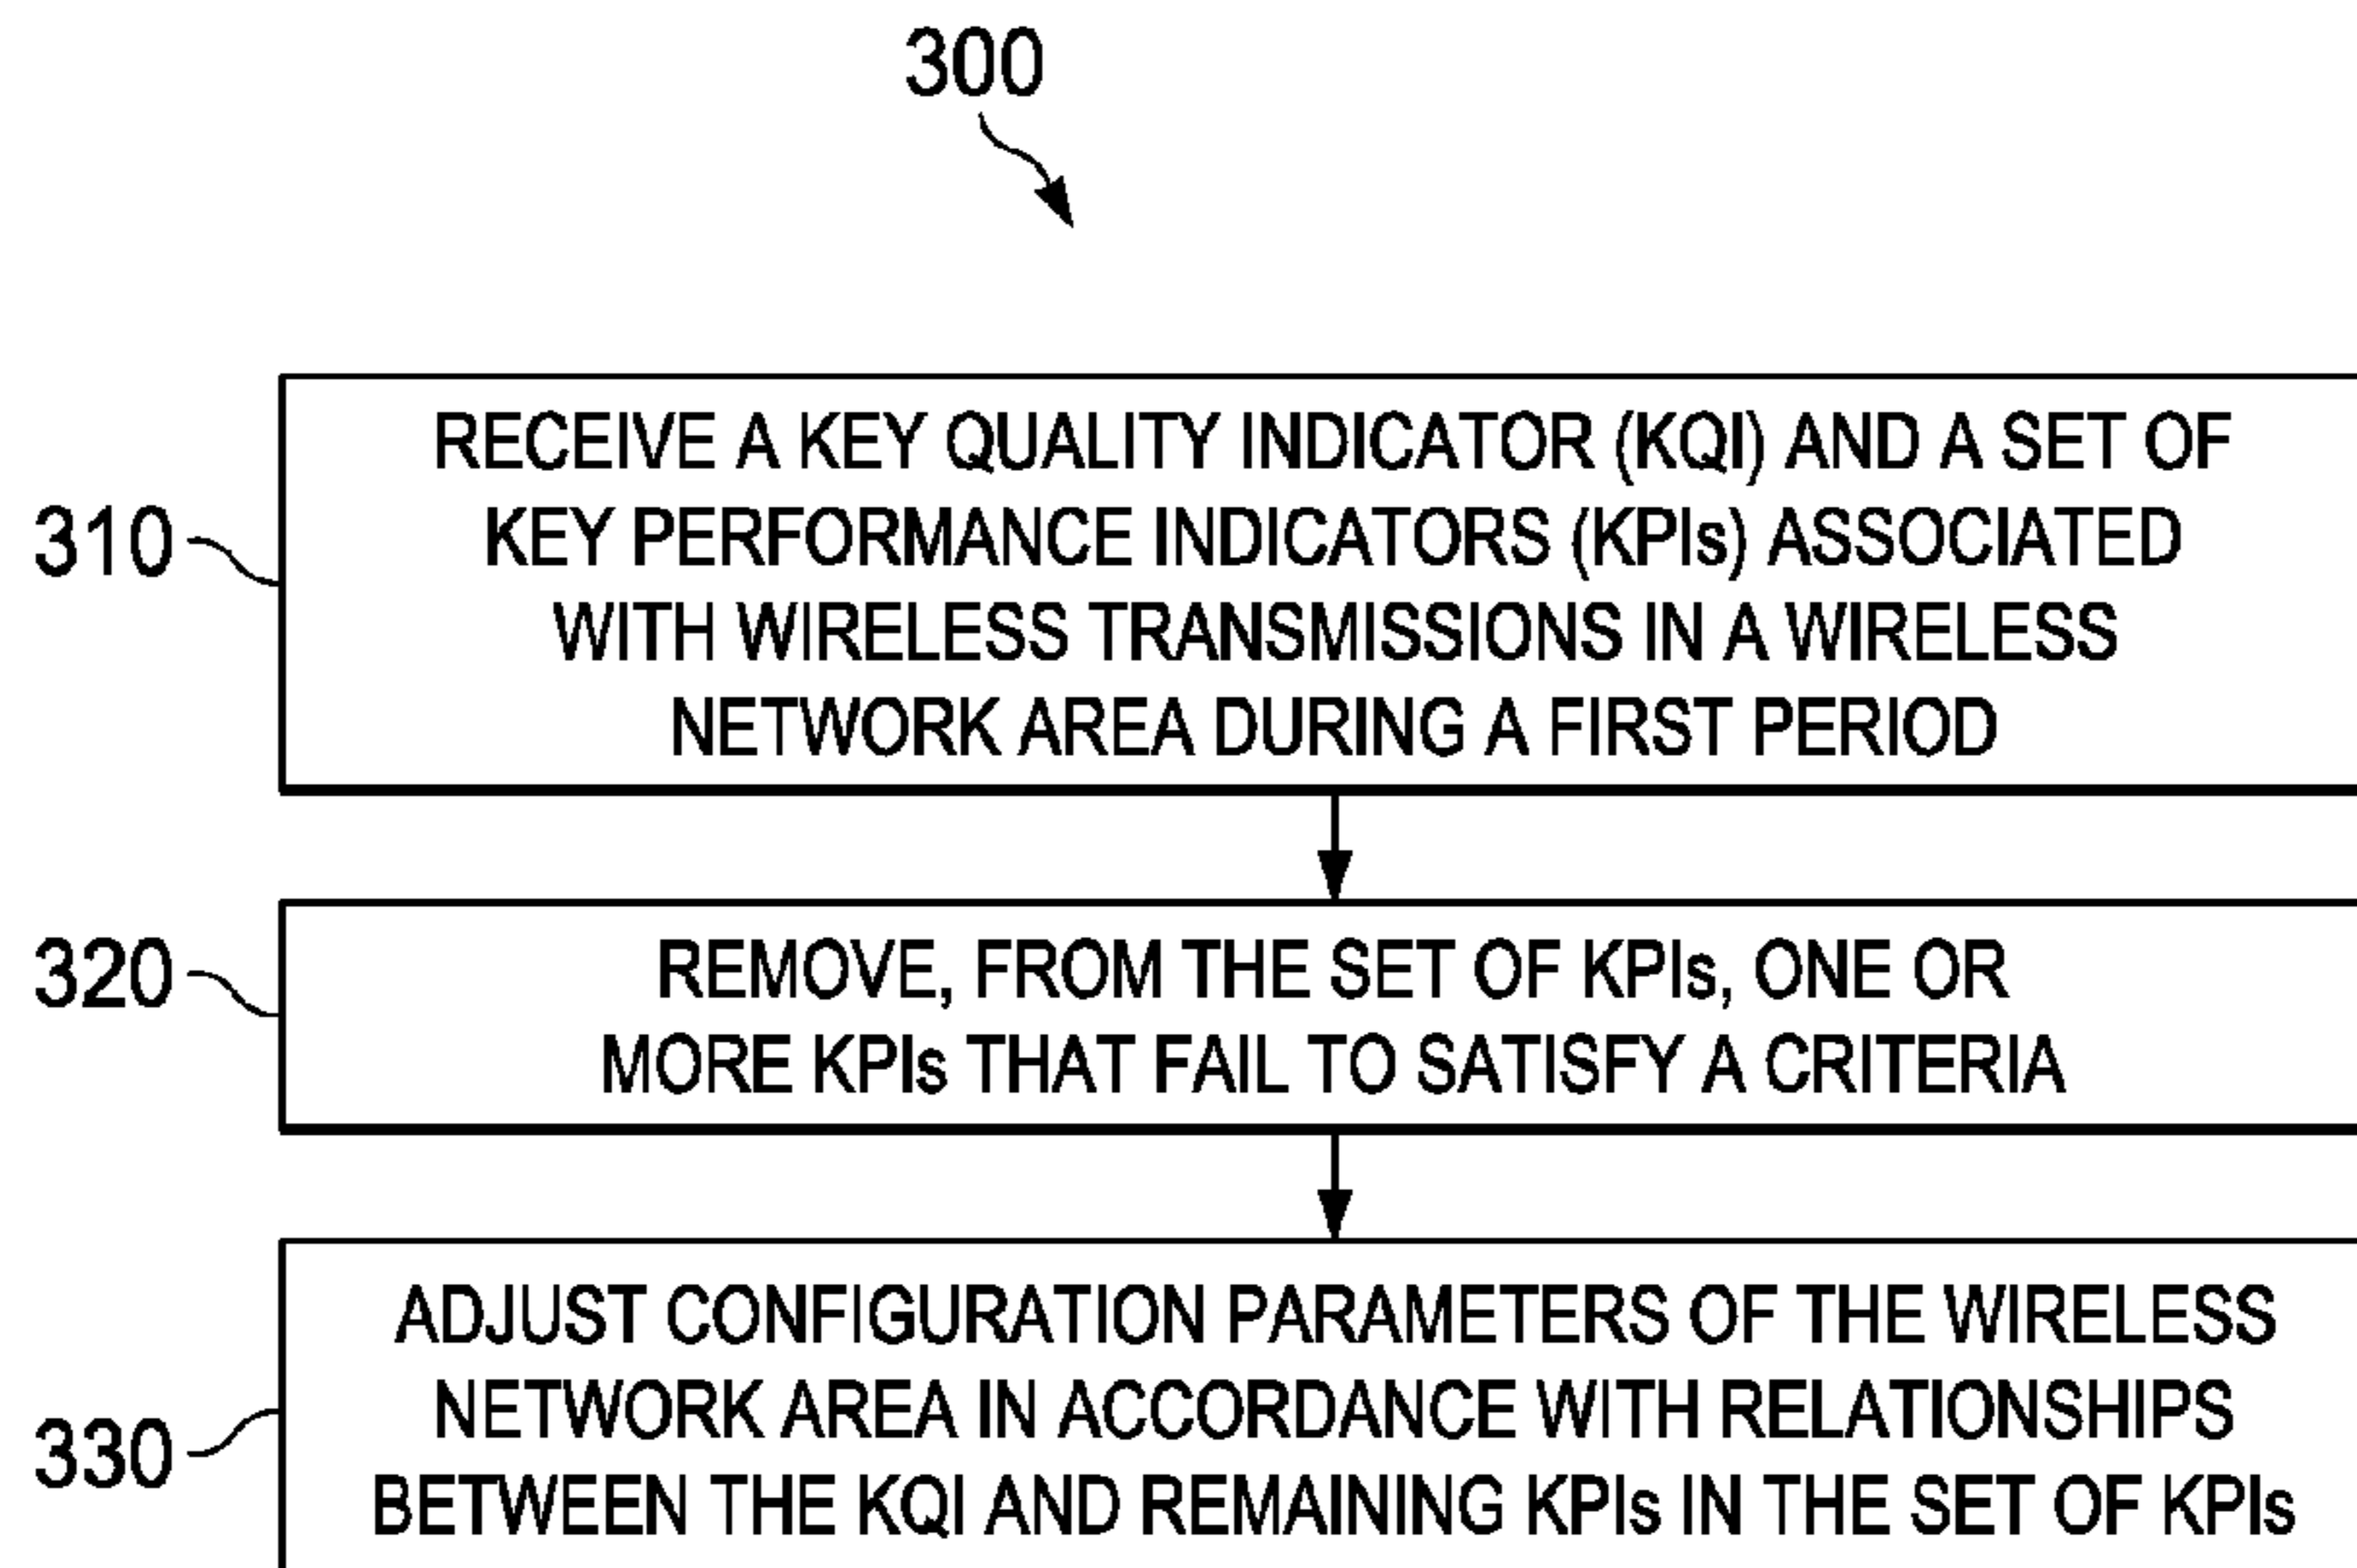 300
310
RECEIVE A KEY QUALITY INDICATOR (KQI) AND A SET OF
KEY PERFORMANCE INDICATORS (KPIs) ASSOCIATED
WITH WIRELESS TRANSMISSIONS IN A WIRELESS
NETWORK AREA DURING A FIRST PERIOD
320
REMOVE, FROM THE SET OF KPIs, ONE OR
MORE KPIs THAT FAIL TO SATISFY A CRITERIA
330
ADJUST CONFIGURATION PARAMETERS OF THE WIRELESS
NETWORK AREA IN ACCORDANCE WITH RELATIONSHIPS
BETWEEN THE KQI AND REMAINING KPIs IN THE SET OF KPIs